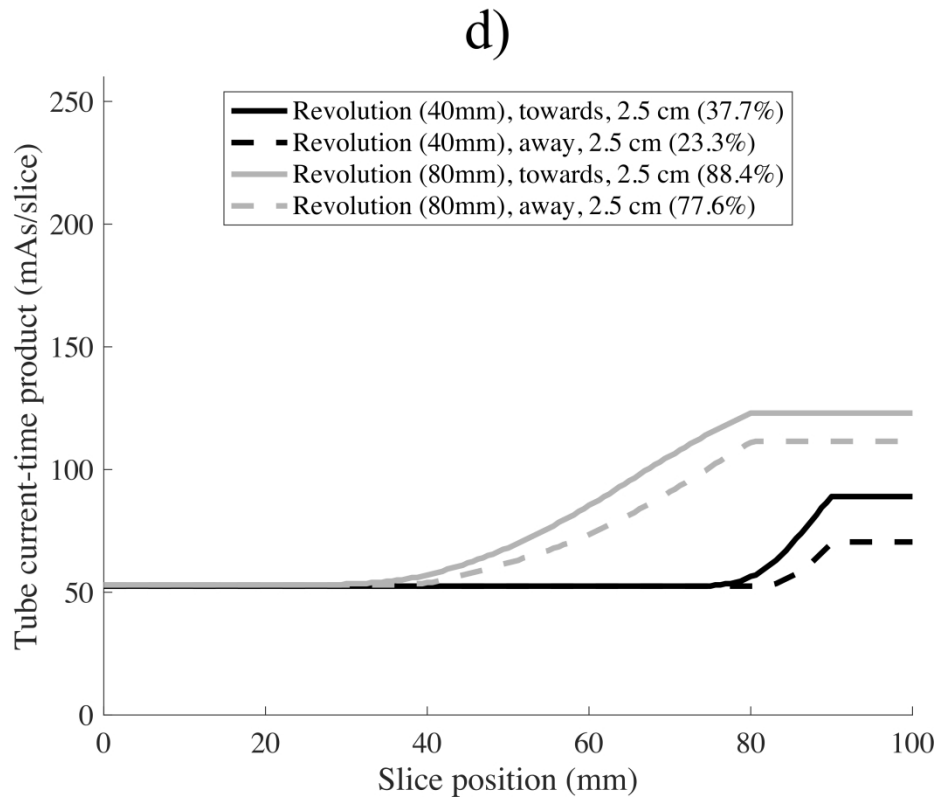 d)
Revolution (40mm), towards, 2.5 cm (37.7%)
Revolution (40mm), away, 2.5 cm (23.3%)
Revolution (80mm), towards, 2.5 cm (88.4%)
Revolution (80mm), away, 2.5 cm (77.6%)
Tube current-time product (mAs/slice)
250
200
150
100
50
0
0 20 40 60 80 100
Slice position (mm)